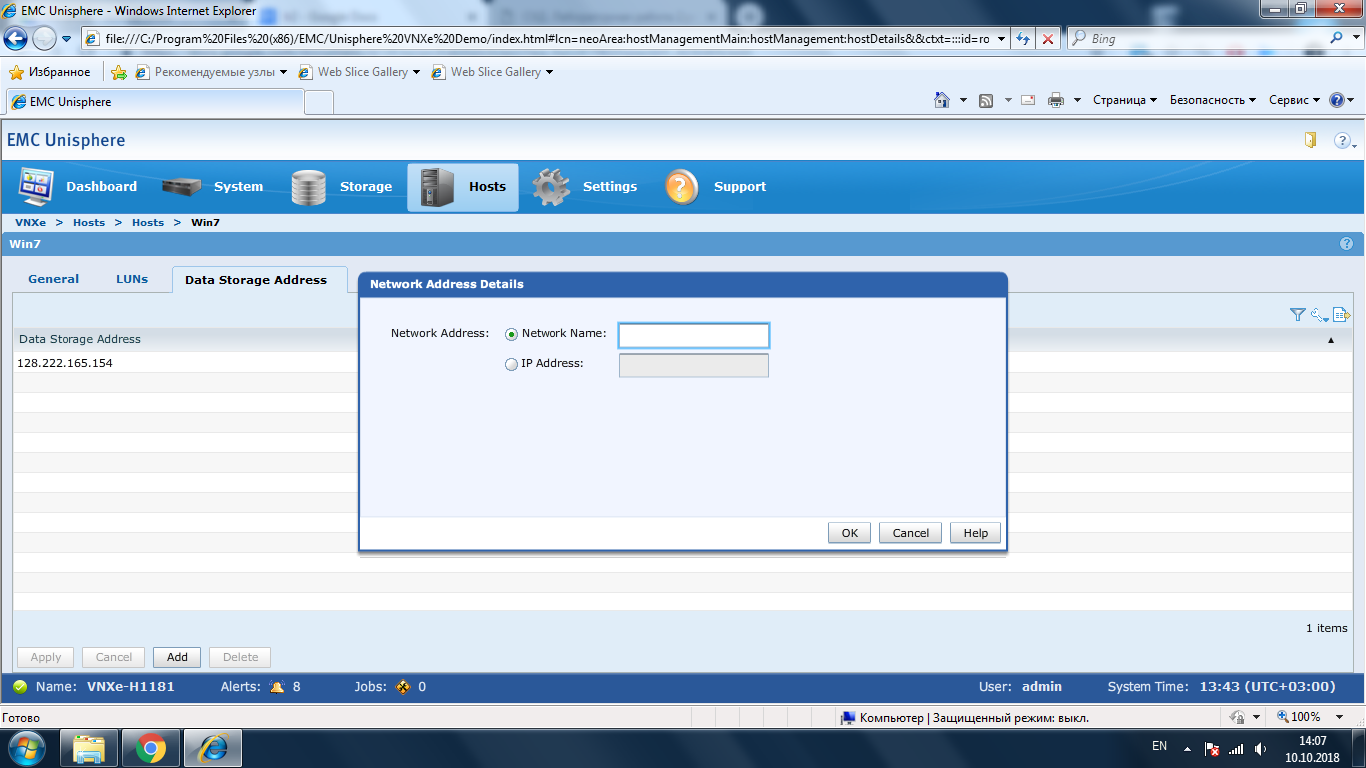 EMC Unisphere - Windows Internet Explorer
file:///C:/Program%20Files%20(x86)/EMC/Unisphere%20VNXe%20Demo/index.html#lcn=neoArea:hostManagementMain:hostManagement:hostDetails&&ctxt=:::id=ro
Bing
Избранное
Рекомендуемые узлы
Web Slice Gallery
Web Slice Gallery
EMC Unisphere
Страница
Безопасность
Сервис
EMC Unisphere
Dashboard
System
Storage
Hosts
Settings
Support
VNXe > Hosts > Hosts > Win7
Win7
General
LUNs
Data Storage Address
Network Address Details
Network Address:
Network Name:
IP Address:
OK
Cancel
Help
Data Storage Address
128.222.165.154
1 items
Apply
Cancel
Add
Delete
Name: VNXe-H1181
Alerts: 8
Jobs: 0
User: admin
System Time: 13:43 (UTC+03:00)
Готово
Компьютер | Защищенный режим: выкл.
100%
EN
14:07
10.10.2018